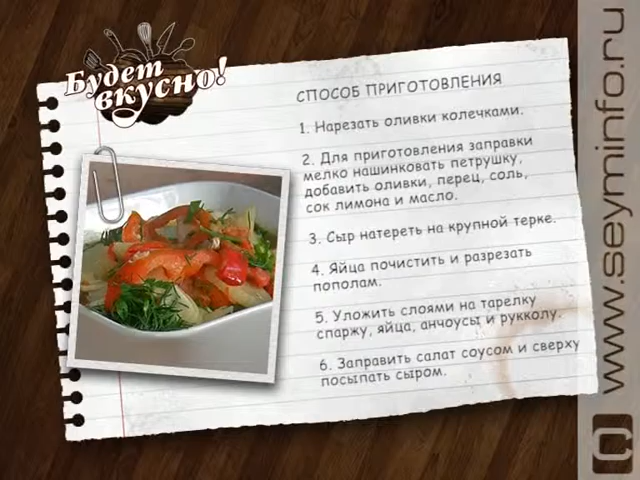 Будет
вкусно!
СПОСОБ ПРИГОТОВЛЕНИЯ
1. Нарезать оливки колечками.
2. Для приготовления заправки
мелко нашинковать петрушку,
добавить оливки, перец, соль,
сок лимона и масло.
3. Сыр натереть на крупной терке.
4. Яйца почистить и разрезать
пополам.
5. Уложить слоями на тарелку
спаржу, яйца, анчоусы и рукколу.
6. Заправить салат соусом и сверху
посыпать сыром.
www.seyminfo.ru